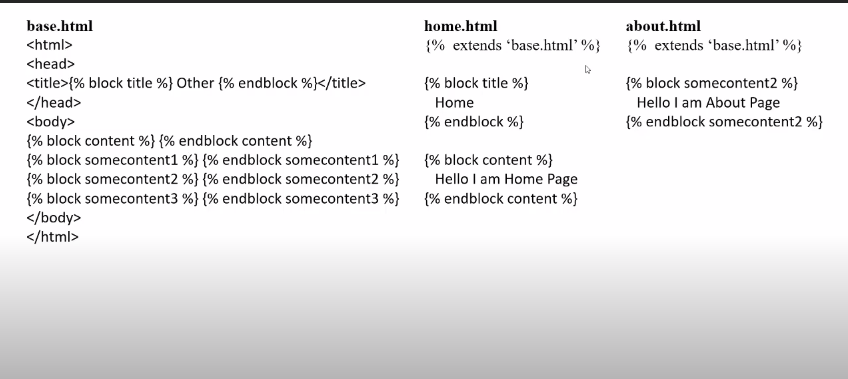 base.html
<html>
<head>
<title>{% block title %} Other {% endblock %}</title>
</head>
<body>
{% block content %} {% endblock content %}
{% block somecontent1 %} {% endblock somecontent1 %}
{% block somecontent2 %} {% endblock somecontent2 %}
{% block somecontent3 %} {% endblock somecontent3 %}
</body>
</html>
home.html
{% extends ‘base.html’ %}
{% block title %}
Home
{% endblock %}
{% block content %}
Hello I am Home Page
{% endblock content %}
about.html
{% extends ‘base.html’ %}
{% block somecontent2 %}
Hello I am About Page
{% endblock somecontent2 %}